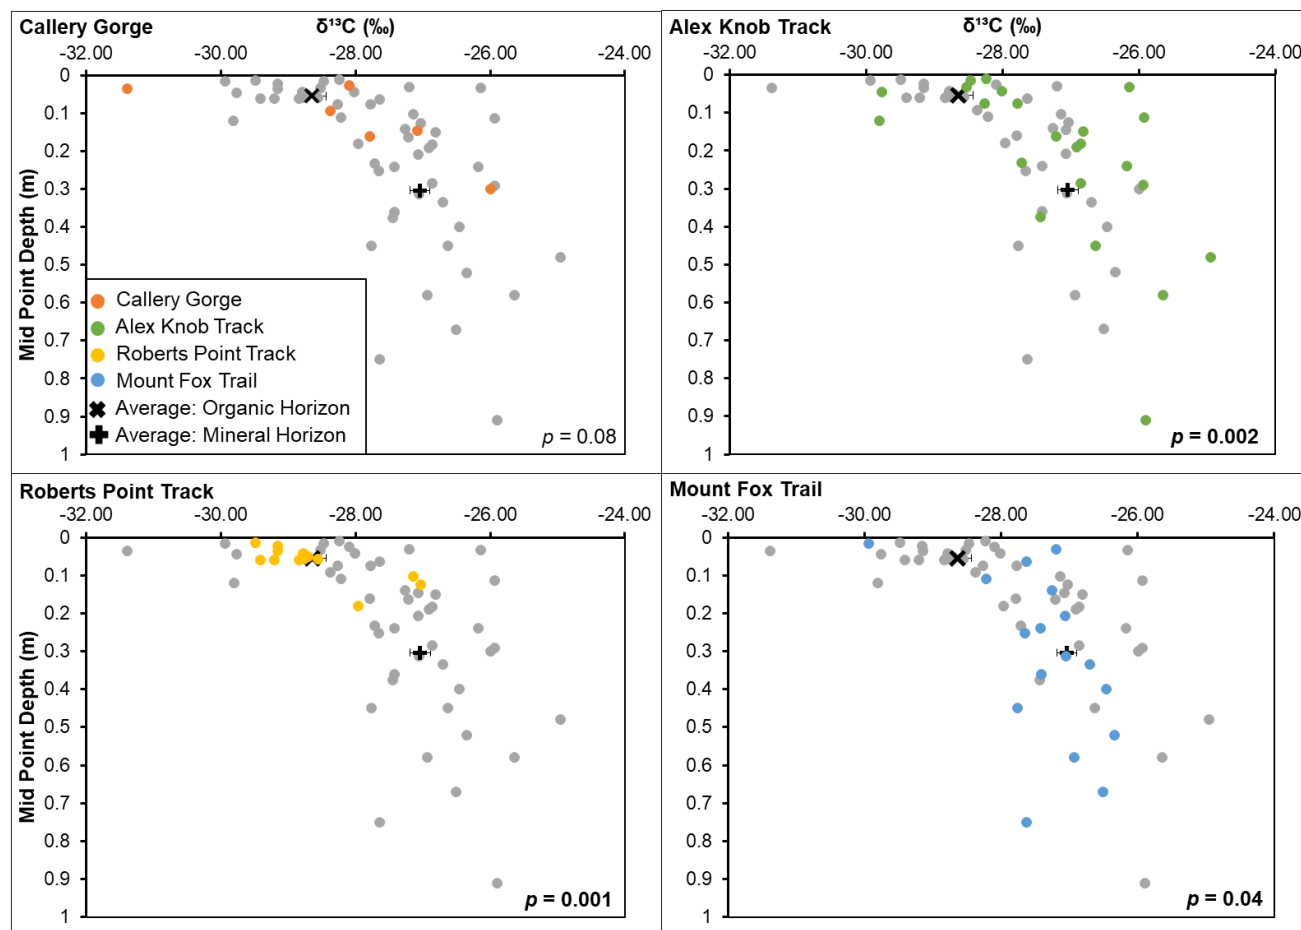 Callery Gorge
δ¹³C (‰)
-32.00 -30.00 -28.00 -26.00 -24.00
Mid Point Depth (m)
0
0.1
0.2
0.3
0.4
0.5
0.6
0.7
0.8
0.9
1
Callery Gorge
Alex Knob Track
Roberts Point Track
Mount Fox Trail
Average: Organic Horizon
Average: Mineral Horizon
p = 0.08
Alex Knob Track
δ¹³C (‰)
-32.00 -30.00 -28.00 -26.00 -24.00
0
0.1
0.2
0.3
0.4
0.5
0.6
0.7
0.8
0.9
1
p = 0.002
Roberts Point Track
-32.00 -30.00 -28.00 -26.00 -24.00
Mid Point Depth (m)
0
0.1
0.2
0.3
0.4
0.5
0.6
0.7
0.8
0.9
1
p = 0.001
Mount Fox Trail
-32.00 -30.00 -28.00 -26.00 -24.00
0
0.1
0.2
0.3
0.4
0.5
0.6
0.7
0.8
0.9
1
p = 0.04